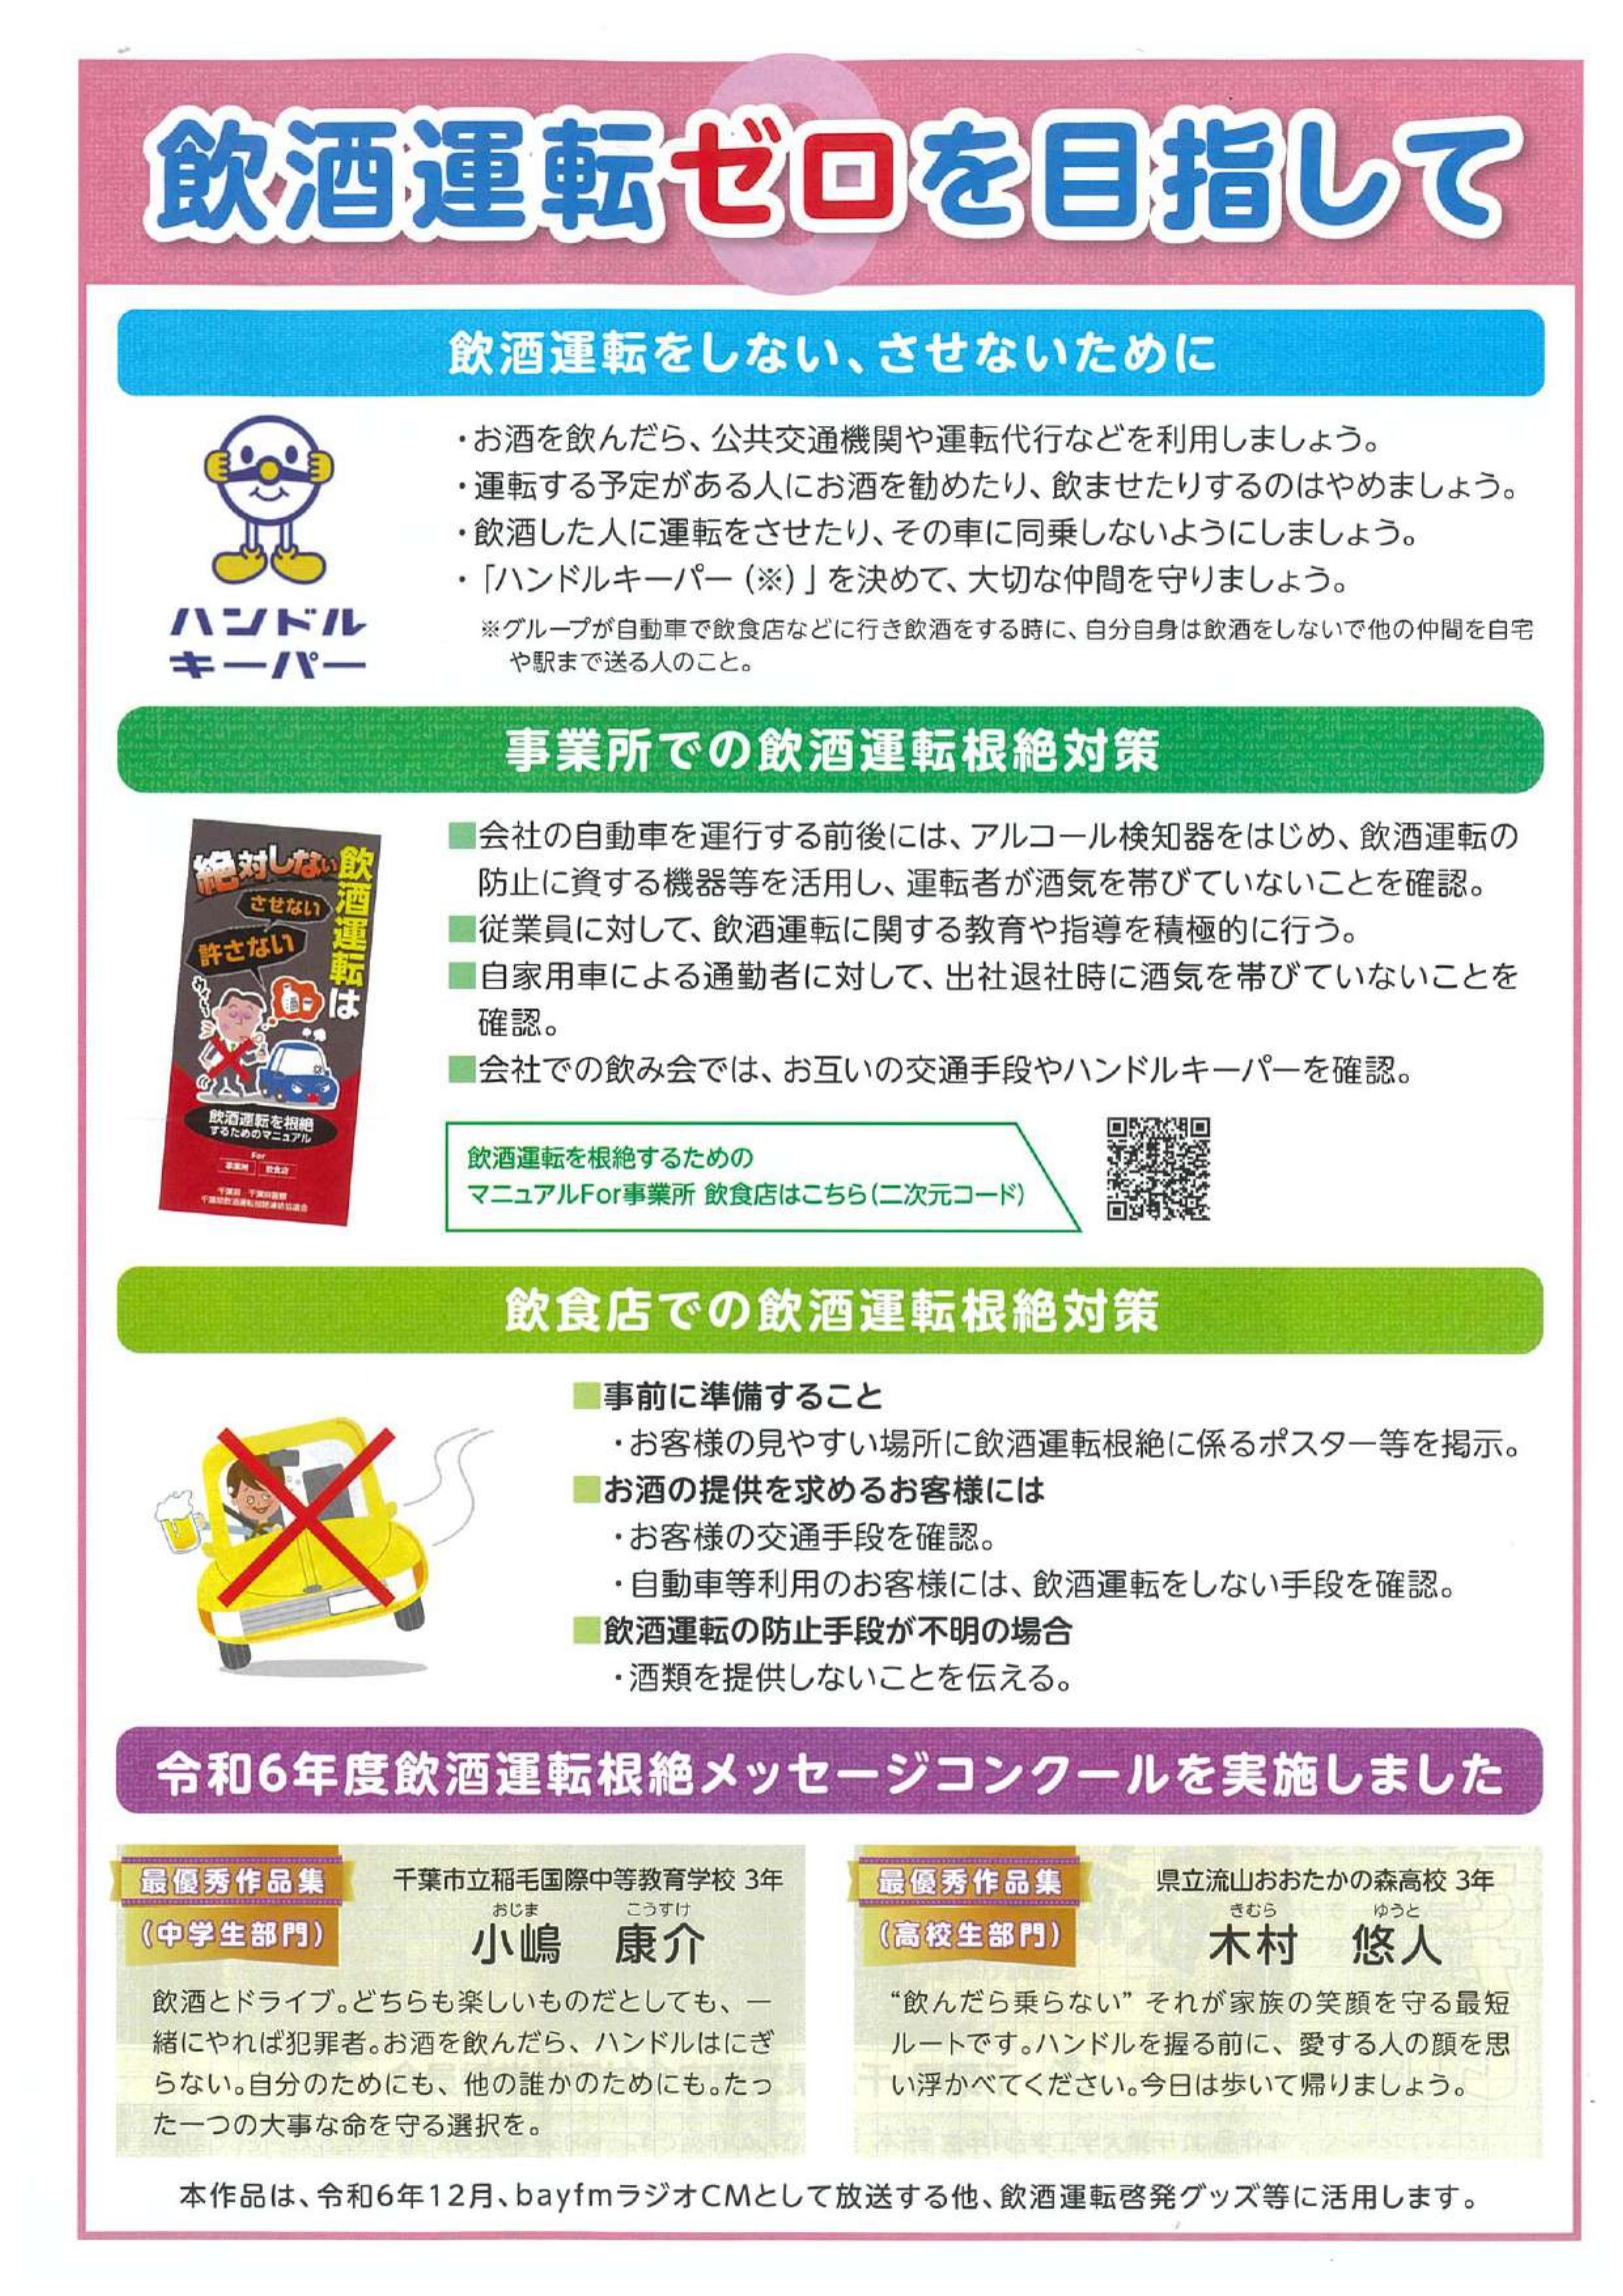 飲酒運転ゼロを目指して
飲酒運転をしない、させないために
・お酒を飲んだら、公共交通機関や運転代行などを利用しましょう。
・運転する予定がある人にお酒を勧めたり、飲ませたりするのはやめましょう。
・飲酒した人に運転をさせたり、その車に同乗しないようにしましょう。
・「ハンドルキーパー(※)」を決めて、大切な仲間を守りましょう。
※グループが自動車で飲食店などに行き飲酒をする時に、自分自身は飲酒をしないで他の仲間を自宅
や駅まで送る人のこと。
ハンドル
キーパー
事業所での飲酒運転根絶対策
絶対しない
させない
許さない
飲酒運転は
飲酒運転を根絶
するためのマニュアル
For
事業所 飲食店
千葉県・千葉県警察
■会社の自動車を運行する前後には、アルコール検知器をはじめ、飲酒運転の
防止に資する機器等を活用し、運転者が酒気を帯びていないことを確認。
■従業員に対して、飲酒運転に関する教育や指導を積極的に行う。
■自家用車による通勤者に対して、出社退社時に酒気を帯びていないことを
確認。
■会社での飲み会では、お互いの交通手段やハンドルキーパーを確認。
飲酒運転を根絶するための
マニュアルFor事業所 飲食店はこちら(二次元コード)
飲食店での飲酒運転根絶対策
■事前に準備すること
・お客様の見やすい場所に飲酒運転根絶に係るポスター等を掲示。
■お酒の提供を求めるお客様には
・お客様の交通手段を確認。
・自動車等利用のお客様には、飲酒運転をしない手段を確認。
■飲酒運転の防止手段が不明の場合
・酒類を提供しないことを伝える。
令和6年度飲酒運転根絶メッセージコンクールを実施しました
最優秀作品集
(中学生部門)
千葉市立稲毛国際中等教育学校 3年
おじま こうすけ
小嶋 康介
飲酒とドライブ。どちらも楽しいものだとしても、一
緒にやれば犯罪者。お酒を飲んだら、ハンドルはにぎ
らない。自分のためにも、他の誰かのためにも。たっ
た一つの大事な命を守る選択を。
最優秀作品集
(高校生部門)
県立流山おおたかの森高校 3年
きむら ゆうと
木村 悠人
“飲んだら乗らない” それが家族の笑顔を守る最短
ルートです。ハンドルを握る前に、愛する人の顔を思
い浮かべてください。今日は歩いて帰りましょう。
本作品は、令和6年12月、bayfmラジオCMとして放送する他、飲酒運転啓発グッズ等に活用します。